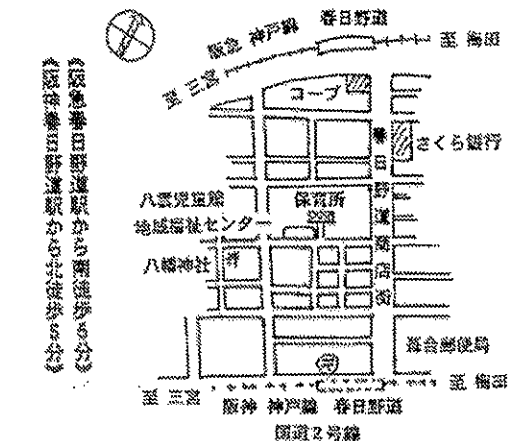 阪急 神戸線 春日野道
至 梅田
至 三宮
コープ
さくら銀行
春日野道商店街
八雲児童館
地域福祉センター
保育所
八幡神社
葺合郵便局
至 三宮
阪神 神戸線 春日野道
至 梅田
国道2号線
《阪急春日野道駅から南徒歩5分》
《阪神春日野道駅から北徒歩5分》